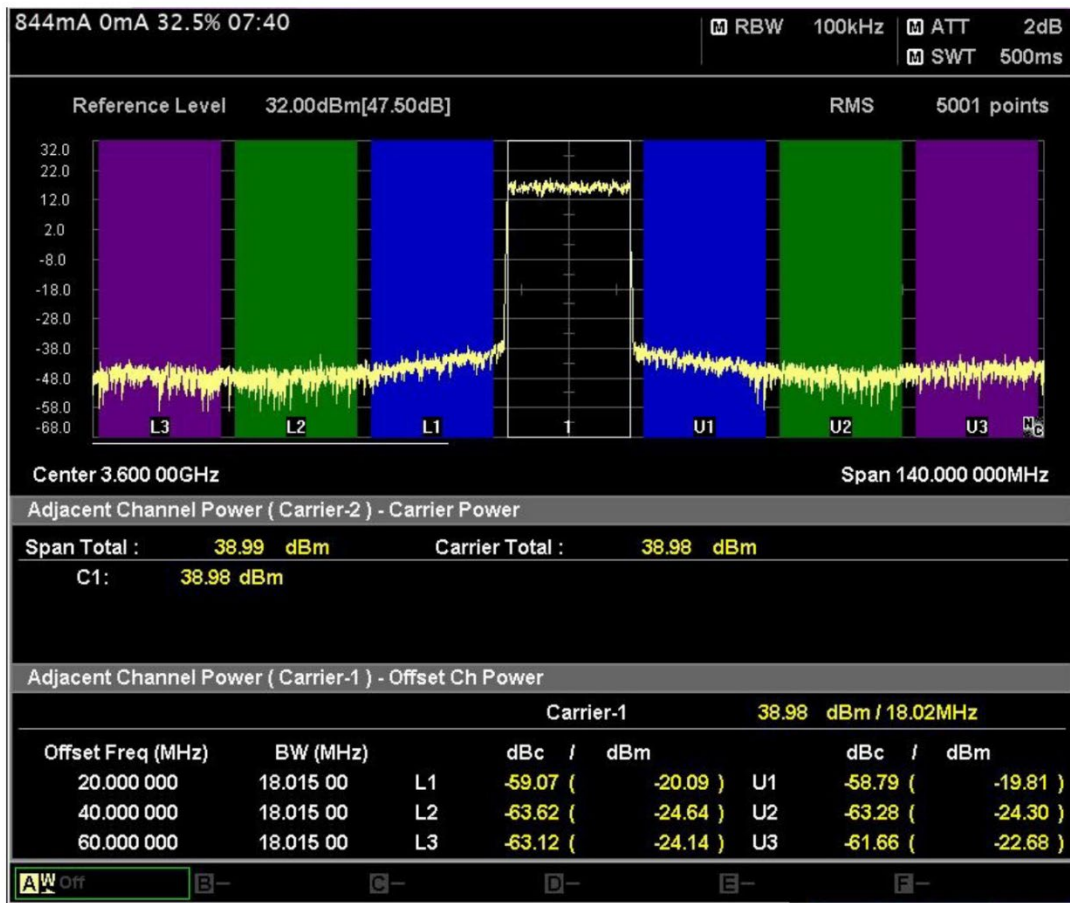 844mA 0mA 32.5% 07:40
M RBW 100kHz M ATT 2dB
M SWT 500ms
Reference Level 32.00dBm[47.50dB] RMS 5001 points
32.0
22.0
12.0
2.0
-8.0
-18.0
-28.0
-38.0
-48.0
-58.0
-68.0
L3 L2 L1 1 U1 U2 U3 NC
Center 3.600 00GHz Span 140.000 000MHz
Adjacent Channel Power ( Carrier-2 ) - Carrier Power
Span Total : 38.99 dBm Carrier Total : 38.98 dBm
C1: 38.98 dBm
Adjacent Channel Power ( Carrier-1 ) - Offset Ch Power
Carrier-1 38.98 dBm / 18.02MHz
Offset Freq (MHz) BW (MHz) dBc / dBm dBc / dBm
20.000 000 18.015 00 L1 -59.07 ( -20.09 ) U1 -58.79 ( -19.81 )
40.000 000 18.015 00 L2 -63.62 ( -24.64 ) U2 -63.28 ( -24.30 )
60.000 000 18.015 00 L3 -63.12 ( -24.14 ) U3 -61.66 ( -22.68 )
A W Off B- C- D- E- F-